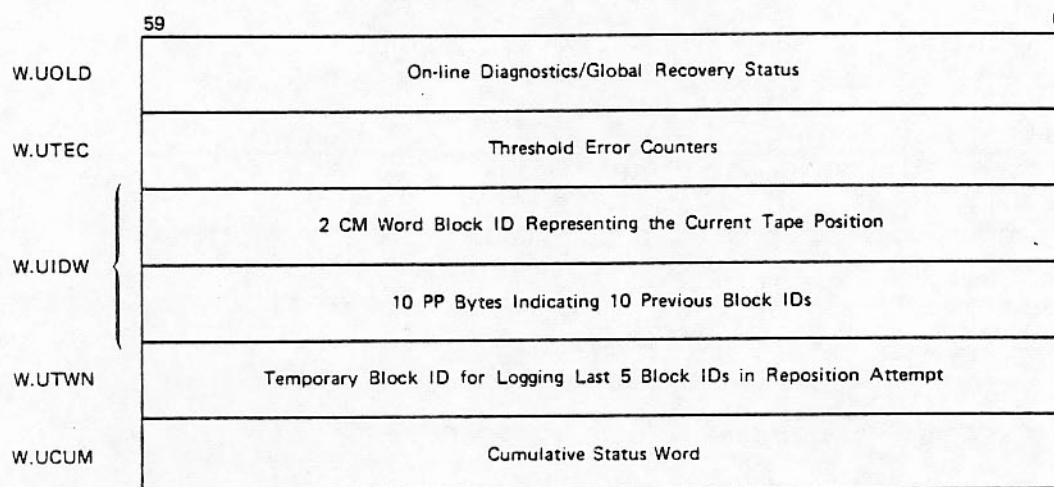 59
W.UOLD On-line Diagnostics/Global Recovery Status
W.UTEC Threshold Error Counters
2 CM Word Block ID Representing the Current Tape Position
W.UIDW
10 PP Bytes Indicating 10 Previous Block IDs
W.UTWN Temporary Block ID for Logging Last 5 Block IDs in Reposition Attempt
W.UCUM Cumulative Status Word